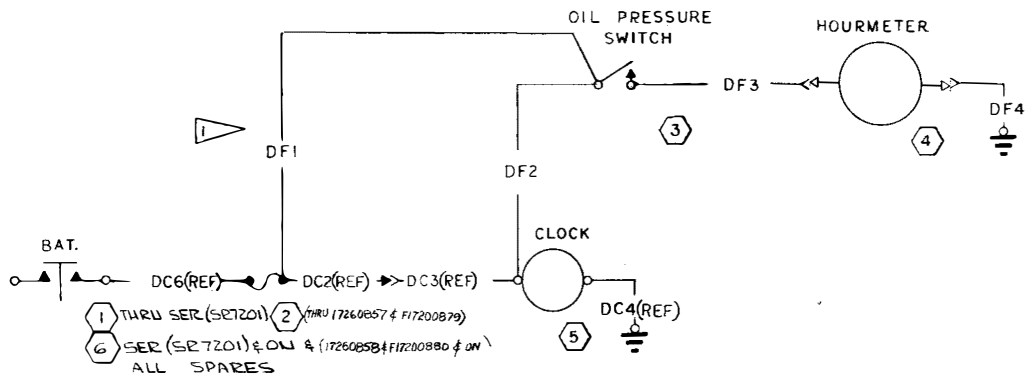 OIL PRESSURE
SWITCH
HOURMETER
DF3
DF4
3
4
1
DF1
DF2
BAT.
CLOCK
DC6(REF)
DC2(REF)
DC3(REF)
DC4(REF)
5
1 THRU SER (SR7201) 2 (THRU 17260857 & F17200879)
6 SER (SR7201) & ON & (17260858 & F17200880 & ON)
ALL SPARES